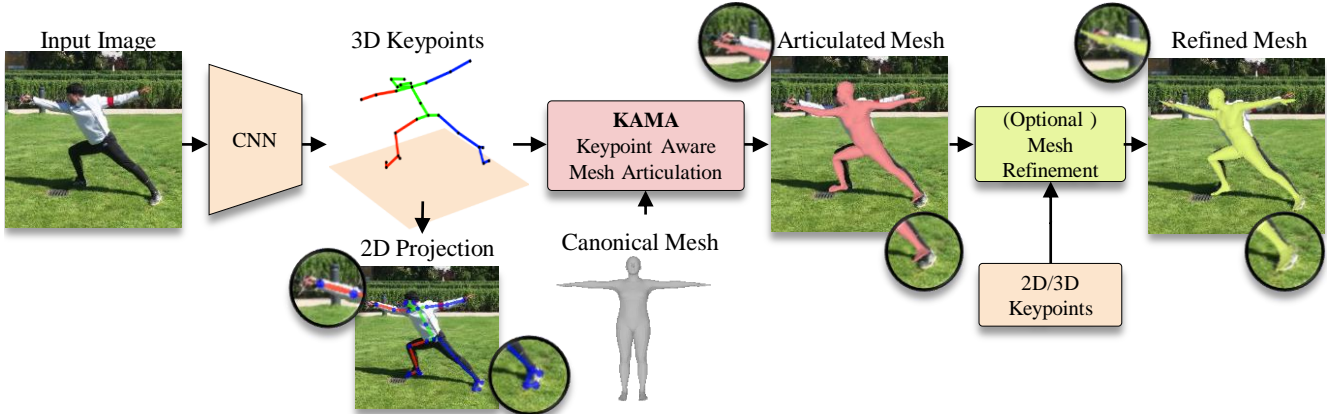 Input Image
CNN
3D Keypoints
2D Projection
KAMA
Keypoint Aware
Mesh Articulation
Canonical Mesh
Articulated Mesh
(Optional )
Mesh
Refinement
2D/3D
Keypoints
Refined Mesh